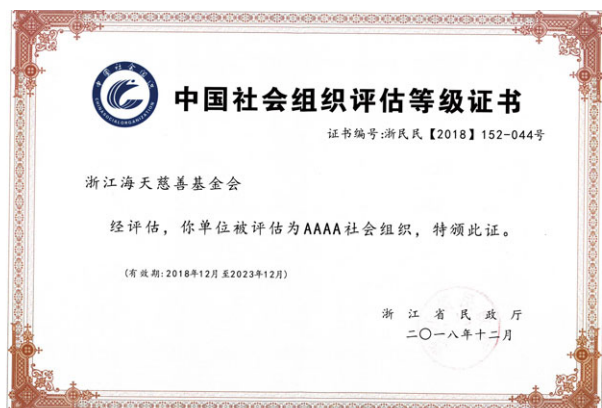 中国社会组织评估等级证书
证书编号:浙民民【2018】152-044号
浙江海天慈善基金会
经评估，你单位被评估为AAAA社会组织，特颁此证。
(有效期:2018年12月至2023年12月)
浙江省民政厅
二〇一八年十二月